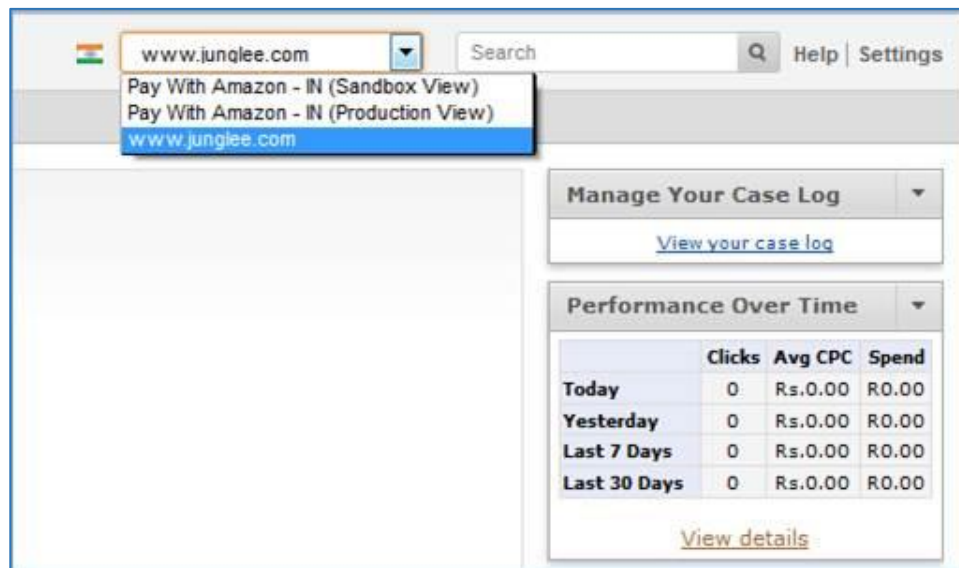 www.junglee.com Search Help | Settings
Pay With Amazon - IN (Sandbox View)
Pay With Amazon - IN (Production View)
www.junglee.com
Manage Your Case Log
View your case log
Performance Over Time
Clicks Avg CPC Spend
Today 0 Rs.0.00 R0.00
Yesterday 0 Rs.0.00 R0.00
Last 7 Days 0 Rs.0.00 R0.00
Last 30 Days 0 Rs.0.00 R0.00
View details